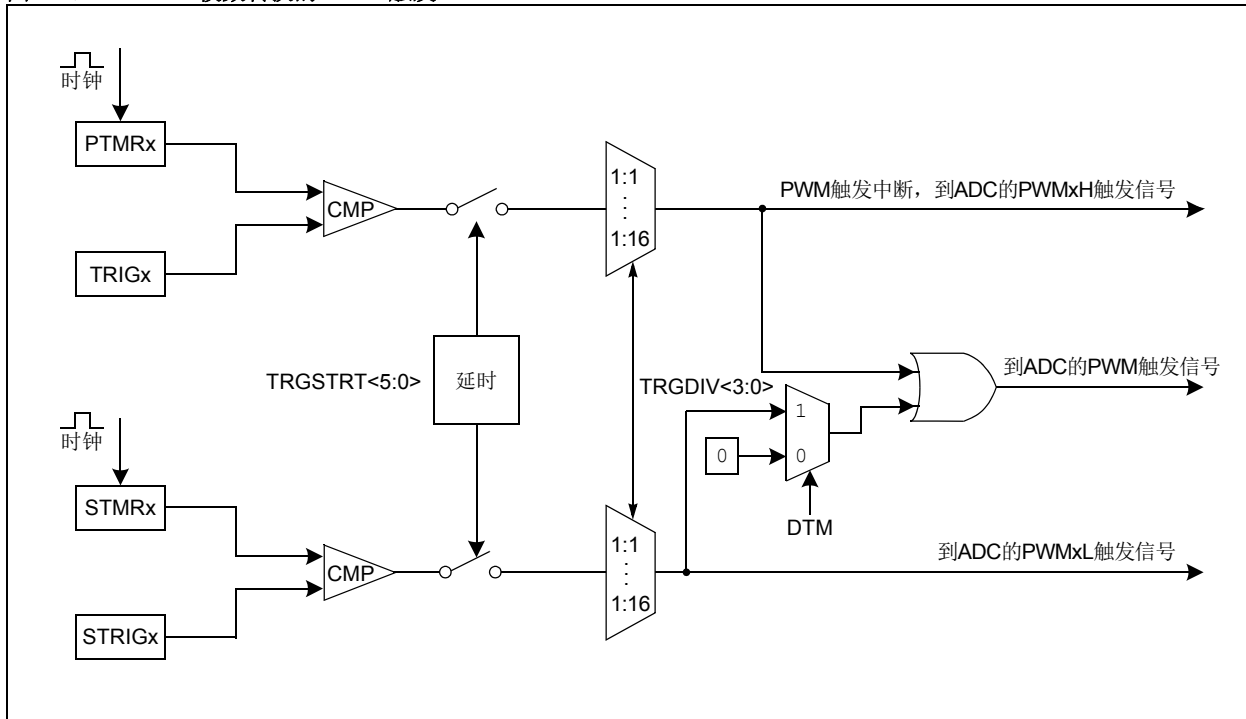 时钟
PTMRx
TRIGx
CMP
1:1
1:16
PWM触发中断，到ADC的PWMxH触发信号
TRGSTRT<5:0>
延时
TRGDIV<3:0>
1
0
0
DTM
到ADC的PWM触发信号
时钟
STMRx
STRIGx
CMP
1:1
1:16
到ADC的PWMxL触发信号